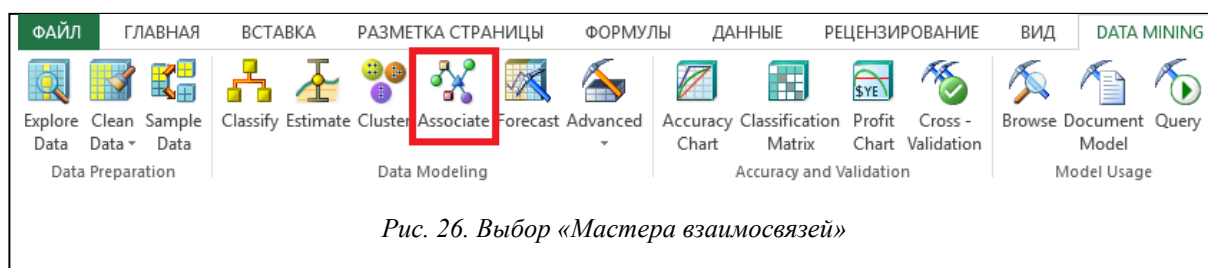 ФАЙЛ ГЛАВНАЯ ВСТАВКА РАЗМЕТКА СТРАНИЦЫ ФОРМУЛЫ ДАННЫЕ РЕЦЕНЗИРОВАНИЕ ВИД DATA MINING
Explore Clean Sample Classify Estimate Cluster Associate Forecast Advanced Accuracy Classification Profit Cross - Browse Document Query
Data Data Data Chart Matrix Chart Validation Model
Data Preparation Data Modeling Accuracy and Validation Model Usage
Рис. 26. Выбор «Мастера взаимосвязей»